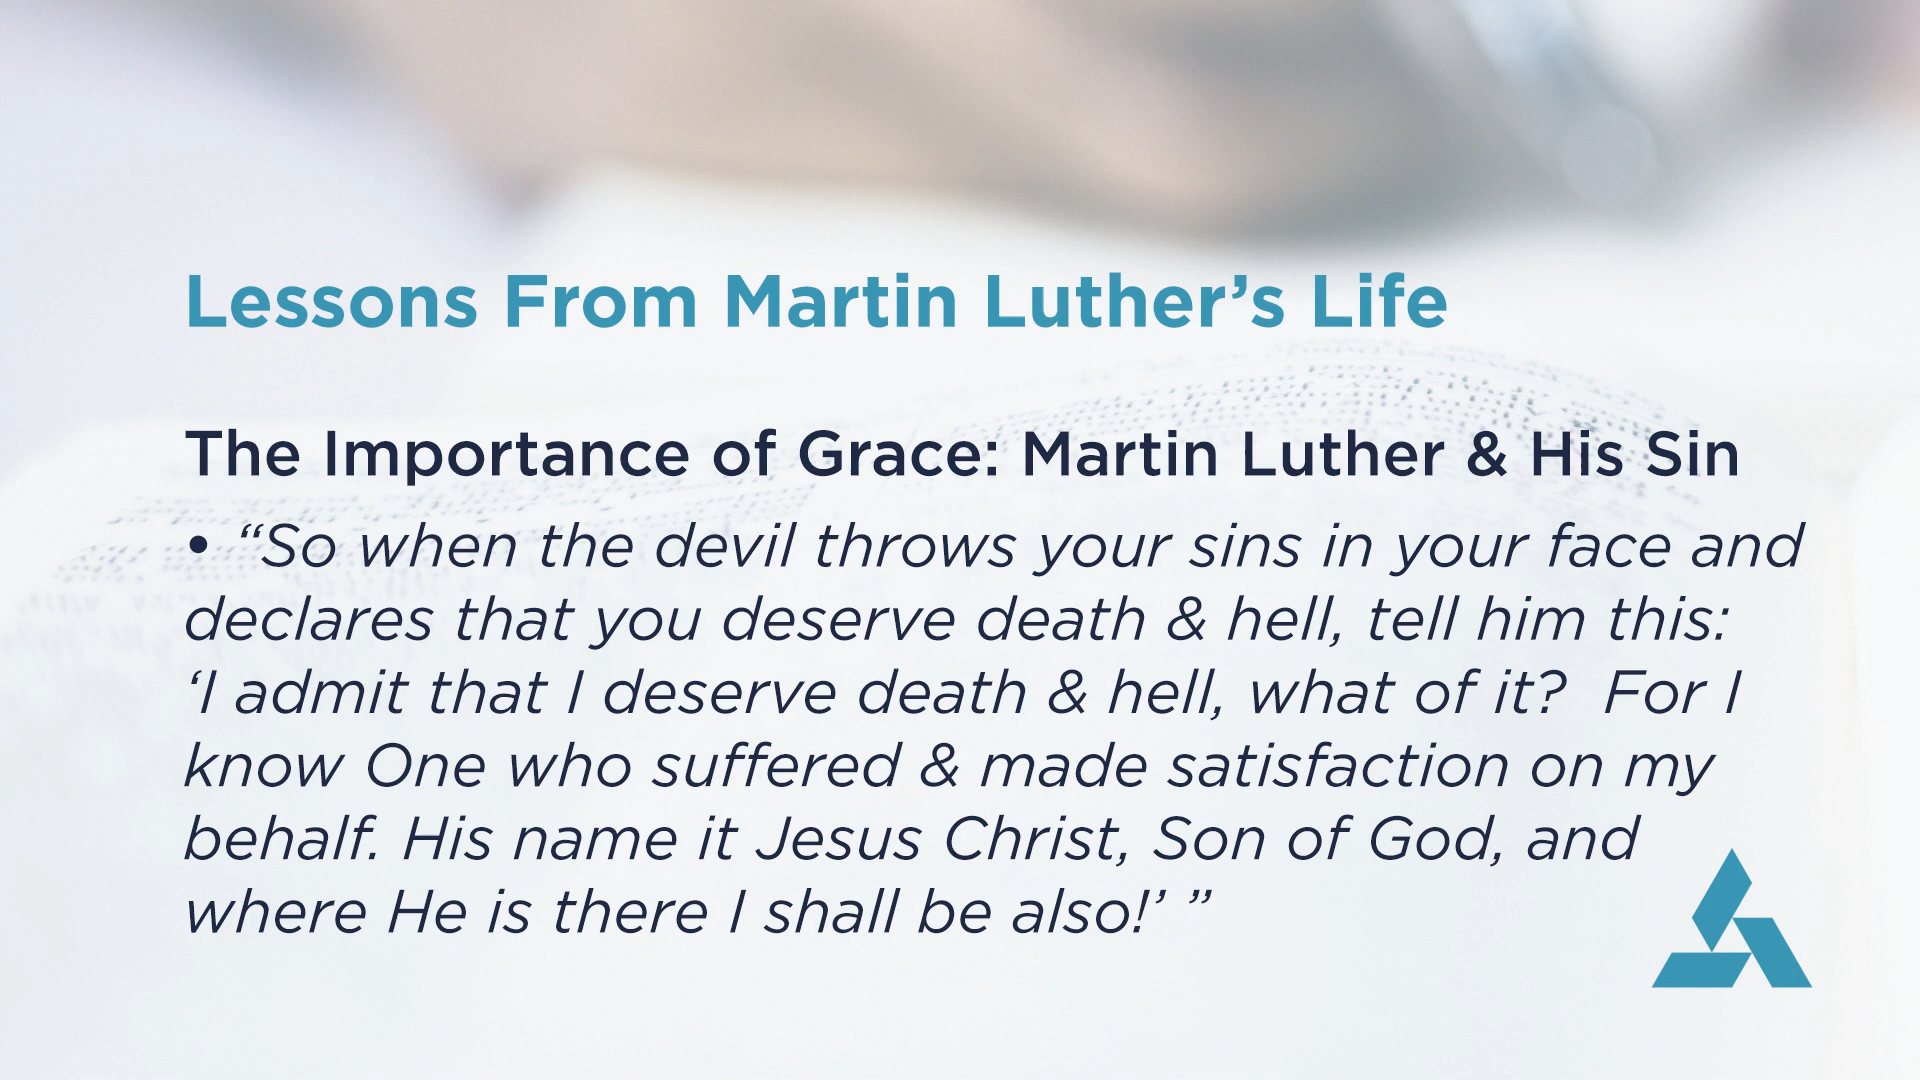 Lessons From Martin Luther’s Life
The Importance of Grace: Martin Luther & His Sin
• “So when the devil throws your sins in your face and
declares that you deserve death & hell, tell him this:
‘I admit that I deserve death & hell, what of it?  For I
know One who suffered & made satisfaction on my
behalf. His name it Jesus Christ, Son of God, and
where He is there I shall be also!’ ”